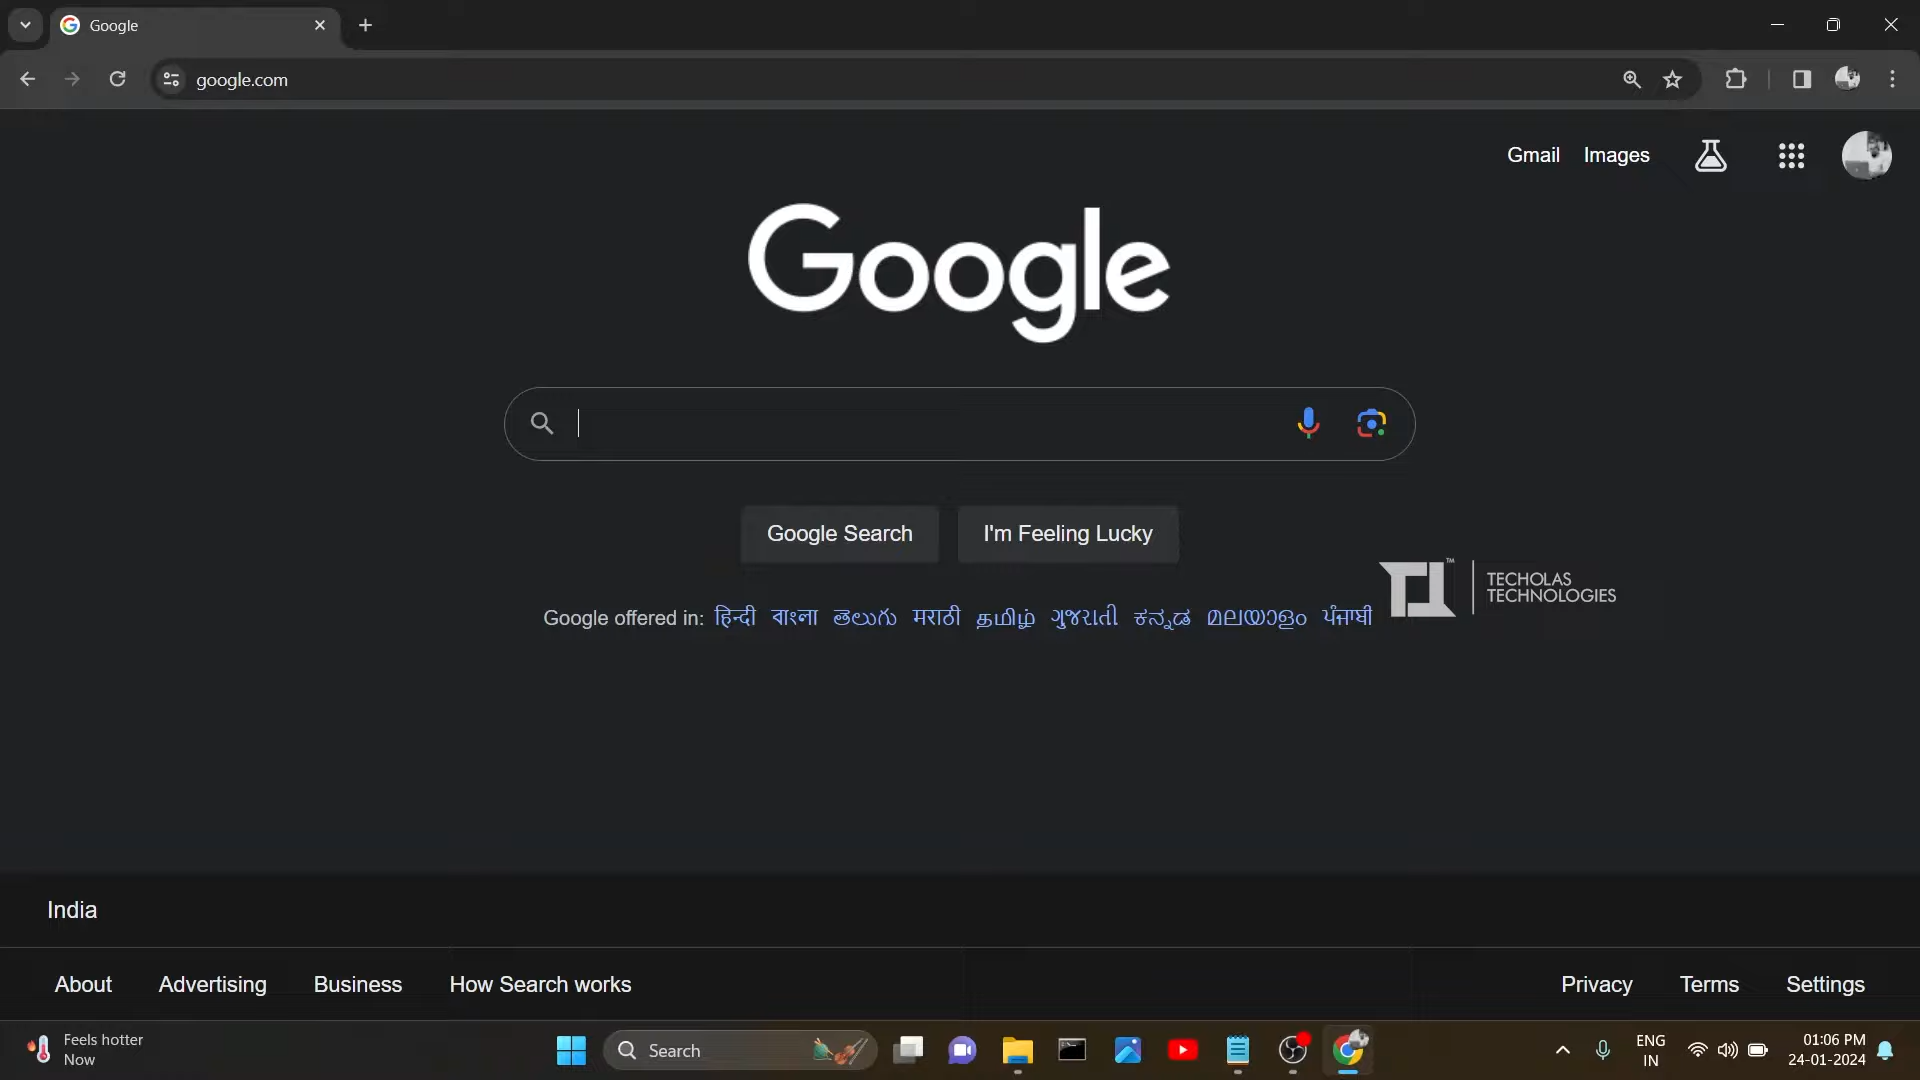 Google
google.com
Gmail Images
Google
Google Search I'm Feeling Lucky
TECHOLAS
TECHNOLOGIES
TM
Google offered in: हिन्दी বাংলা తెలుగు मराठी தமிழ் ગુજરાતી ಕನ್ನಡ മലയാളം ਪੰਜਾਬੀ
India
About Advertising Business How Search works Privacy Terms Settings
Feels hotter
Now
Search
ENG
IN
01:06 PM
24-01-2024